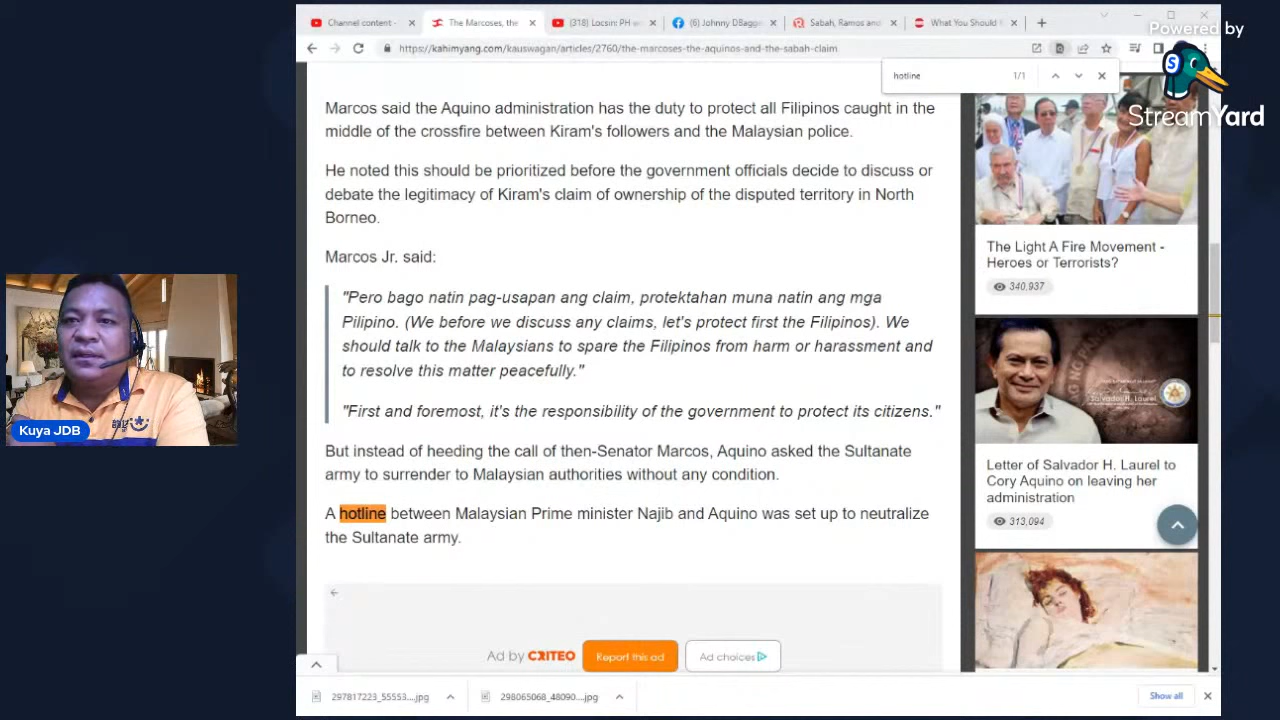 Channel content -
The Marcoses, the
(318) Locsin: PH
(6) Johnny DBagge
Sabah, Ramos and
What You Should
Powered by
StreamYard
https://kahimyang.com/kauswagan/articles/2760/the-marcoses-the-aquinos-and-the-sabah-claim
hotline 1/1
Marcos said the Aquino administration has the duty to protect all Filipinos caught in the
middle of the crossfire between Kiram's followers and the Malaysian police.
He noted this should be prioritized before the government officials decide to discuss or
debate the legitimacy of Kiram's claim of ownership of the disputed territory in North
Borneo.
Marcos Jr. said:
"Pero bago natin pag-usapan ang claim, protektahan muna natin ang mga
Pilipino. (We before we discuss any claims, let's protect first the Filipinos). We
should talk to the Malaysians to spare the Filipinos from harm or harassment and
to resolve this matter peacefully."
"First and foremost, it's the responsibility of the government to protect its citizens."
But instead of heeding the call of then-Senator Marcos, Aquino asked the Sultanate
army to surrender to Malaysian authorities without any condition.
A hotline between Malaysian Prime minister Najib and Aquino was set up to neutralize
the Sultanate army.
Ad by CRITEO
Report this ad
Ad choices
The Light A Fire Movement -
Heroes or Terrorists?
340,937
Salvador H. Laurel
Letter of Salvador H. Laurel to
Cory Aquino on leaving her
administration
313,094
Kuya JDB
297817223_55553....jpg
298065068_48090....jpg
Show all